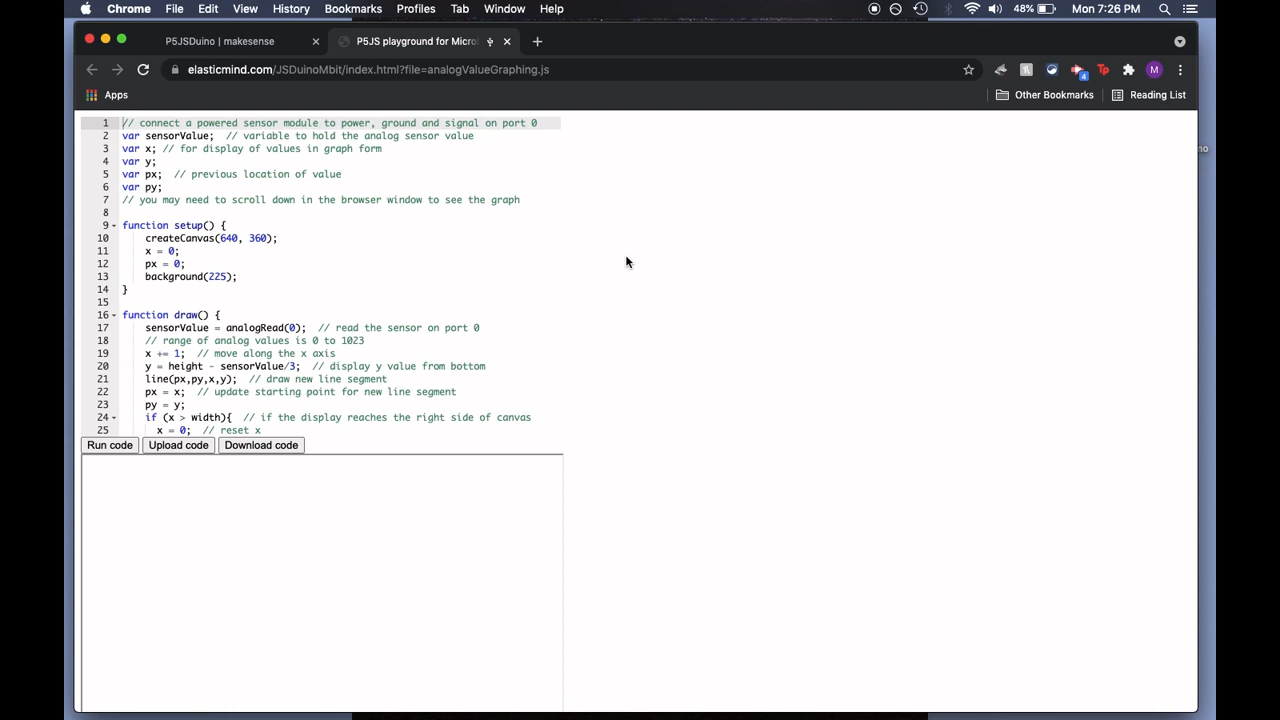 Chrome File Edit View History Bookmarks Profiles Tab Window Help 48% Mon 7:26 PM
P5JSDuino | makesense P5JS playground for Micro
elasticmind.com/JSDuinoMbit/index.html?file=analogValueGraphing.js 4 Tp M
Apps Other Bookmarks Reading List
1 // connect a powered sensor module to power, ground and signal on port 0
2 var sensorValue; // variable to hold the analog sensor value
3 var x; // for display of values in graph form
4 var y;
5 var px; // previous location of value
6 var py;
7 // you may need to scroll down in the browser window to see the graph
8
9 function setup() {
10 createCanvas(640, 360);
11 x = 0;
12 px = 0;
13 background(225);
14 }
15
16 function draw() {
17 sensorValue = analogRead(0); // read the sensor on port 0
18 // range of analog values is 0 to 1023
19 x += 1; // move along the x axis
20 y = height - sensorValue/3; // display y value from bottom
21 line(px,py,x,y); // draw new line segment
22 px = x; // update starting point for new line segment
23 py = y;
24 if (x > width){ // if the display reaches the right side of canvas
25 x = 0; // reset x
Run code Upload code Download code